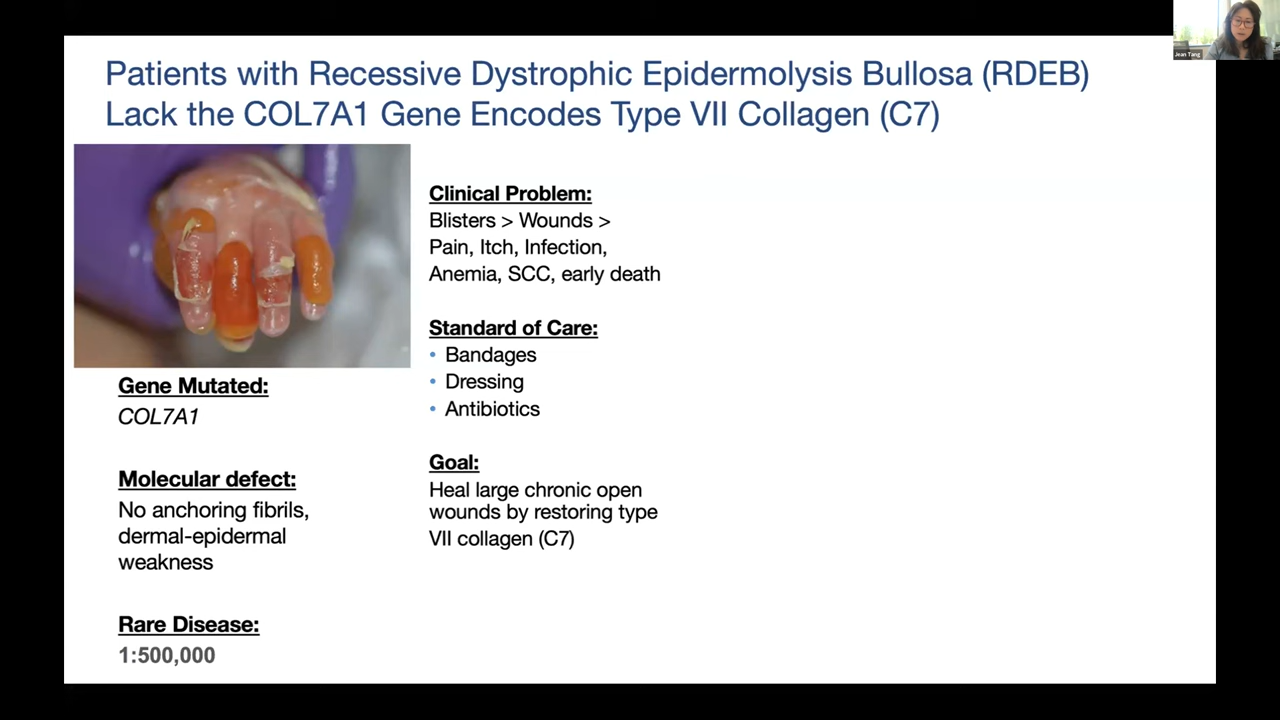 Patients with Recessive Dystrophic Epidermolysis Bullosa (RDEB)
Lack the COL7A1 Gene Encodes Type VII Collagen (C7)
Gene Mutated:
COL7A1
Molecular defect:
No anchoring fibrils,
dermal-epidermal
weakness
Rare Disease:
1:500,000
Clinical Problem:
Blisters > Wounds >
Pain, Itch, Infection,
Anemia, SCC, early death
Standard of Care:
• Bandages
• Dressing
• Antibiotics
Goal:
Heal large chronic open
wounds by restoring type
VII collagen (C7)
Jean Tang